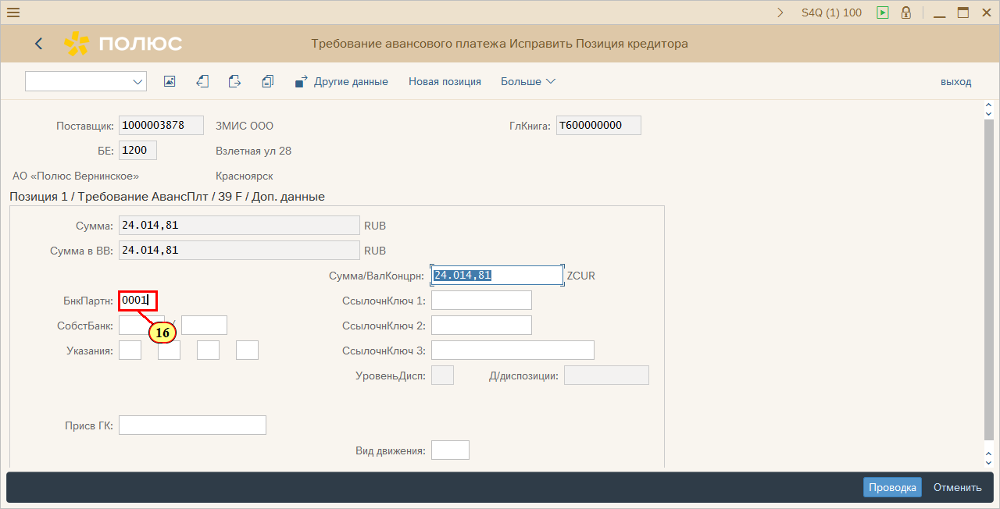 S4Q (1) 100
ПОЛЮС
Требование авансового платежа Исправить Позиция кредитора
Другие данные Новая позиция Больше выход
Поставщик: 1000003878 ЗМИС ООО ГлКнига: T600000000
БЕ: 1200 Взлетная ул 28
АО «Полюс Вернинское» Красноярск
Позиция 1 / Требование АвансПлт / 39 F / Доп. данные
Сумма: 24.014,81 RUB
Сумма в ВВ: 24.014,81 RUB
Сумма/ВалКонцрн: 24.014,81 ZCUR
БнкПартн: 0001 СсылочнКлюч 1:
СобстБанк: / СсылочнКлюч 2:
16
Указания: СсылочнКлюч 3:
УровеньДисп: Д/диспозиции:
Присв ГК:
Вид движения:
Проводка Отменить